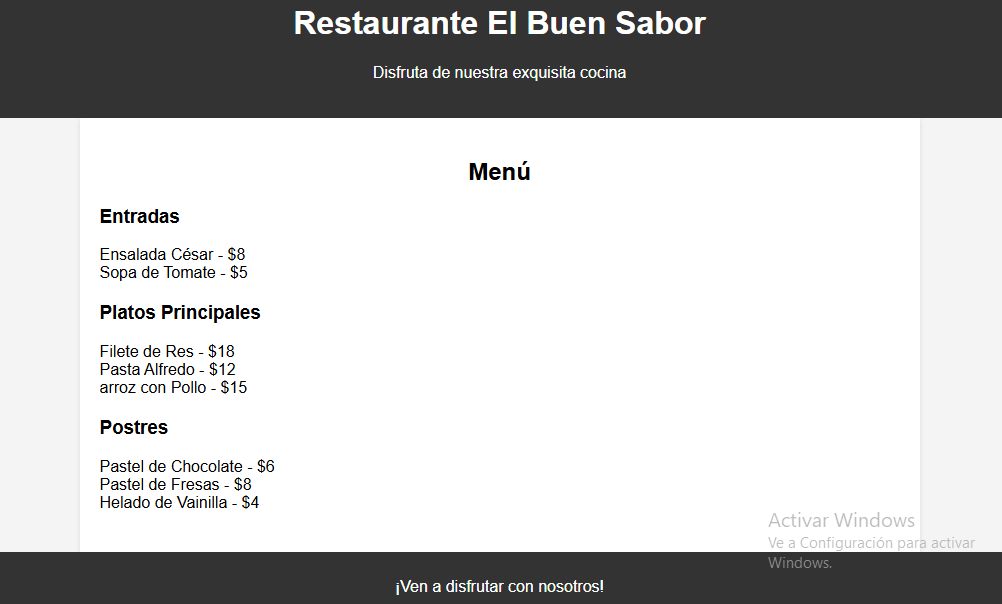 Restaurante El Buen Sabor
Disfruta de nuestra exquisita cocina
Menú
Entradas
Ensalada César - $8
Sopa de Tomate - $5
Platos Principales
Filete de Res - $18
Pasta Alfredo - $12
arroz con Pollo - $15
Postres
Pastel de Chocolate - $6
Pastel de Fresas - $8
Helado de Vainilla - $4
Activar Windows
Ve a Configuración para activar
Windows.
¡Ven a disfrutar con nosotros!